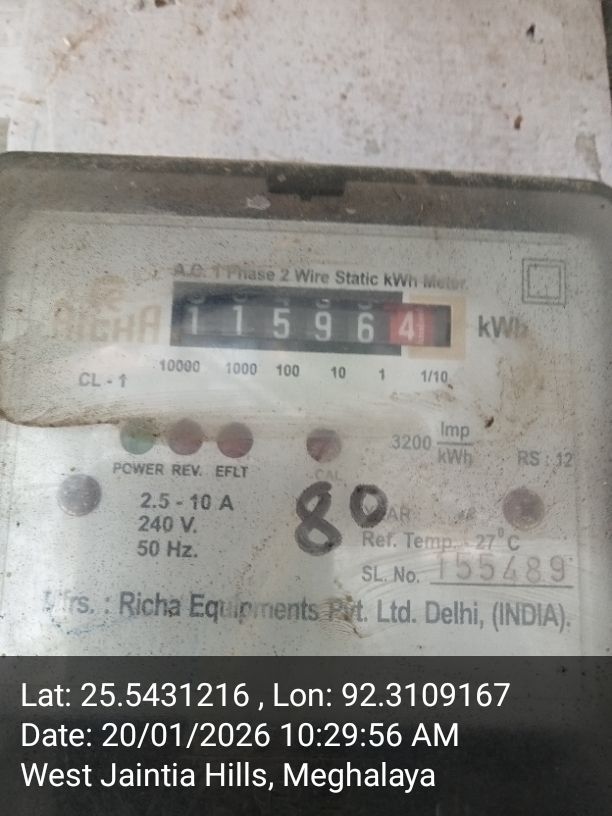 A.C. 1 Phase 2 Wire Static kWh Meter.
RICHA
1 1 5 9 6 4 kWh
10000 1000 100 10 1 1/10
CL - 1
3200 Imp/kWh
POWER REV. EFLT CAL
RS : 12
2.5 - 10 A
240 V.
50 Hz.
80
YEAR
Ref. Temp. - 27°C
SL. No. 155489
Mfrs. : Richa Equipments Pvt. Ltd. Delhi, (INDIA).
Lat: 25.5431216 , Lon: 92.3109167
Date: 20/01/2026 10:29:56 AM
West Jaintia Hills, Meghalaya